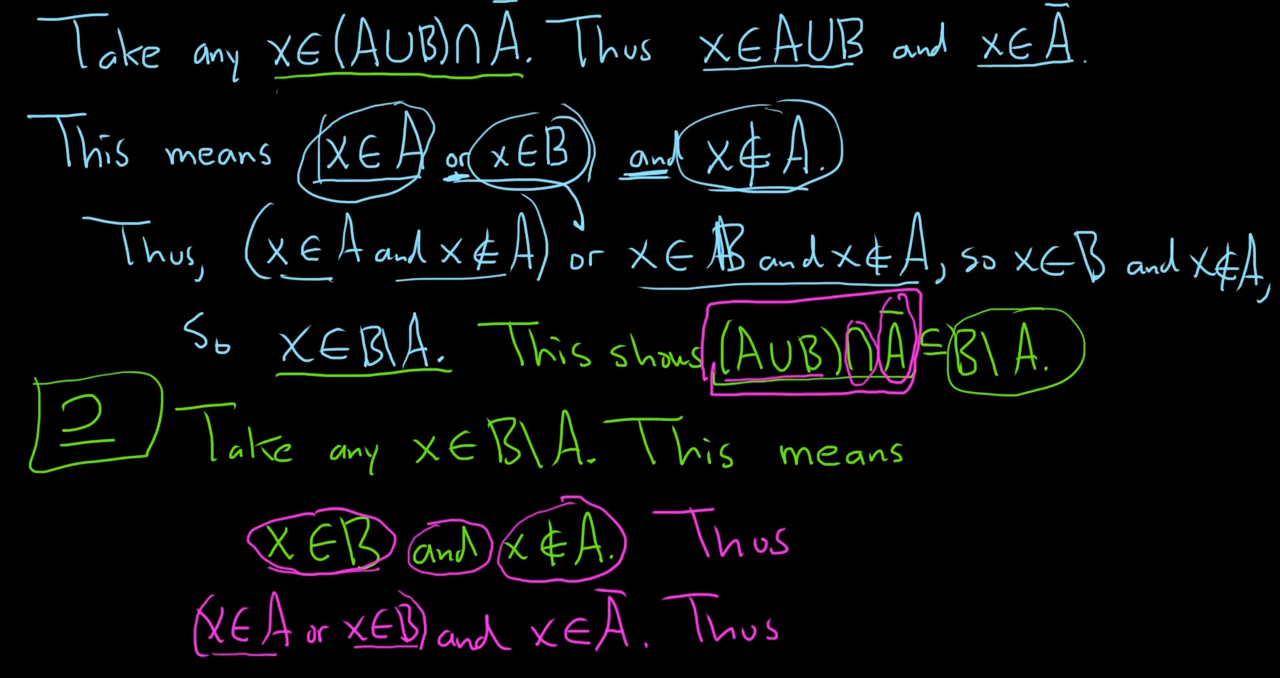 Take any x∈(A∪B)∩Ā. Thus x∈A∪B and x∈Ā.
This means x∈A or x∈B and x∉A.
Thus, (x∈A and x∉A) or x∈B and x∉A, so x∈B and x∉A,
so x∈B\A. This shows (A∪B)∩Ā⊆B\A.
⊇ Take any x∈B\A. This means
x∈B and x∉A. Thus
(x∈A or x∈B) and x∈Ā. Thus